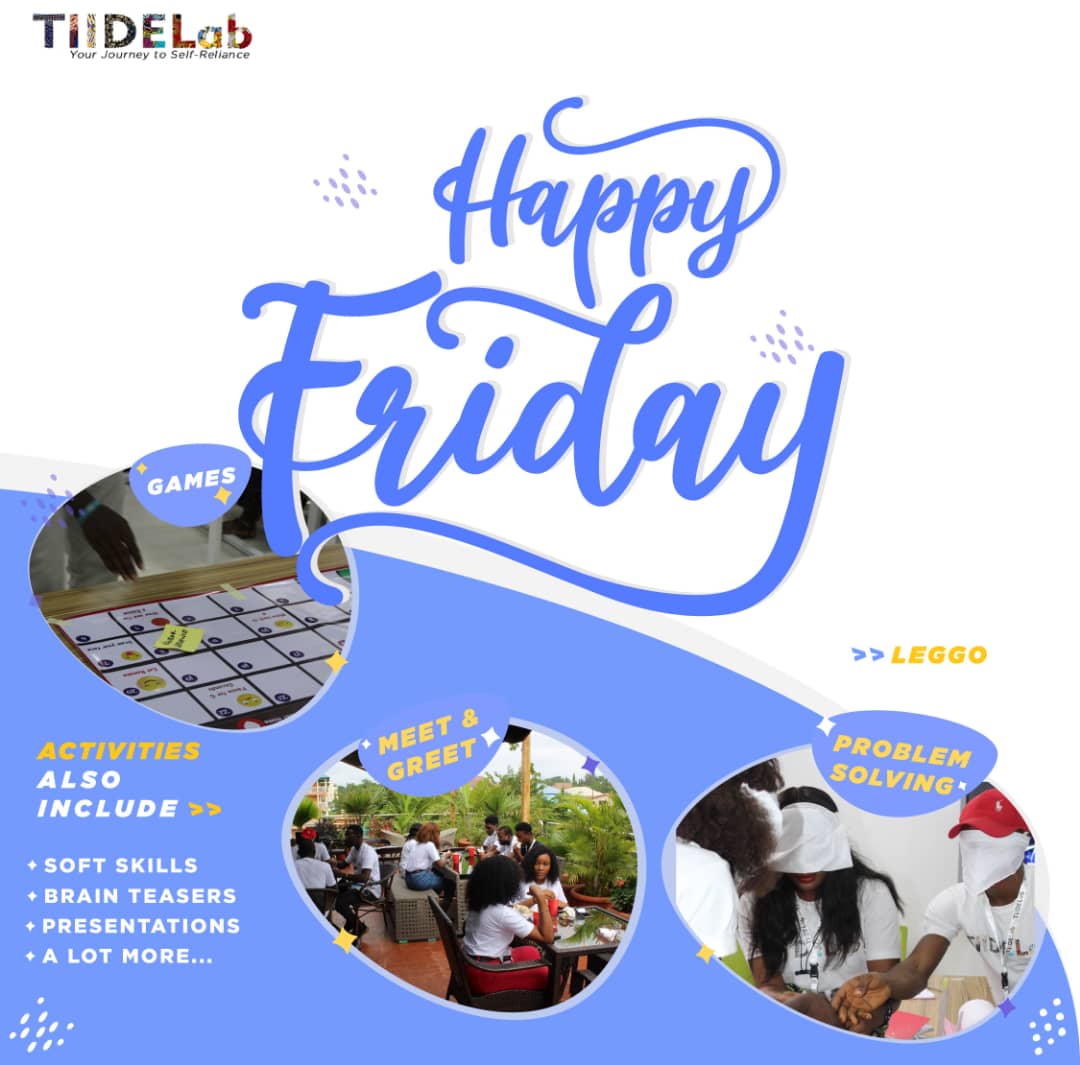 TIIDELab
Your Journey to Self-Reliance
Happy
Friday
GAMES
>> LEGGO
MEET &
GREET
PROBLEM
SOLVING
ACTIVITIES
ALSO
INCLUDE >>
SOFT SKILLS
BRAIN TEASERS
PRESENTATIONS
A LOT MORE...